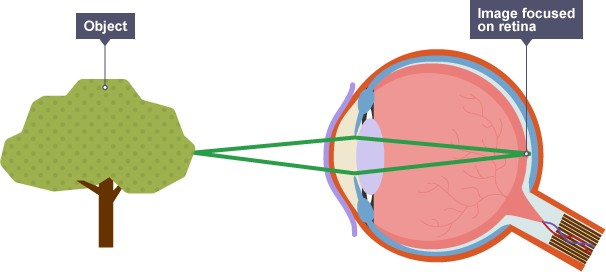 Object
Image focused
on retina